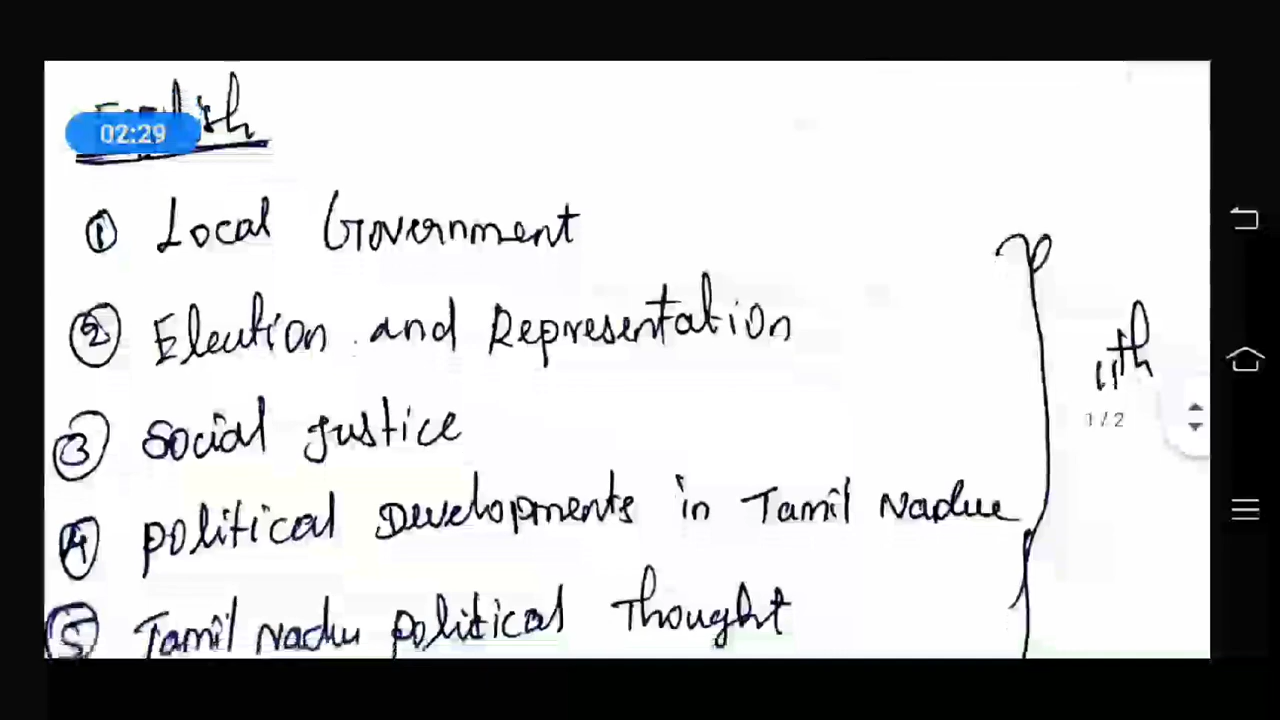 English
02:29
① Local Government
② Election and Representation
③ Social Justice
11th
1/2
④ Political Developments in Tamil Nadu
⑤ Tamil Nadu Political Thought